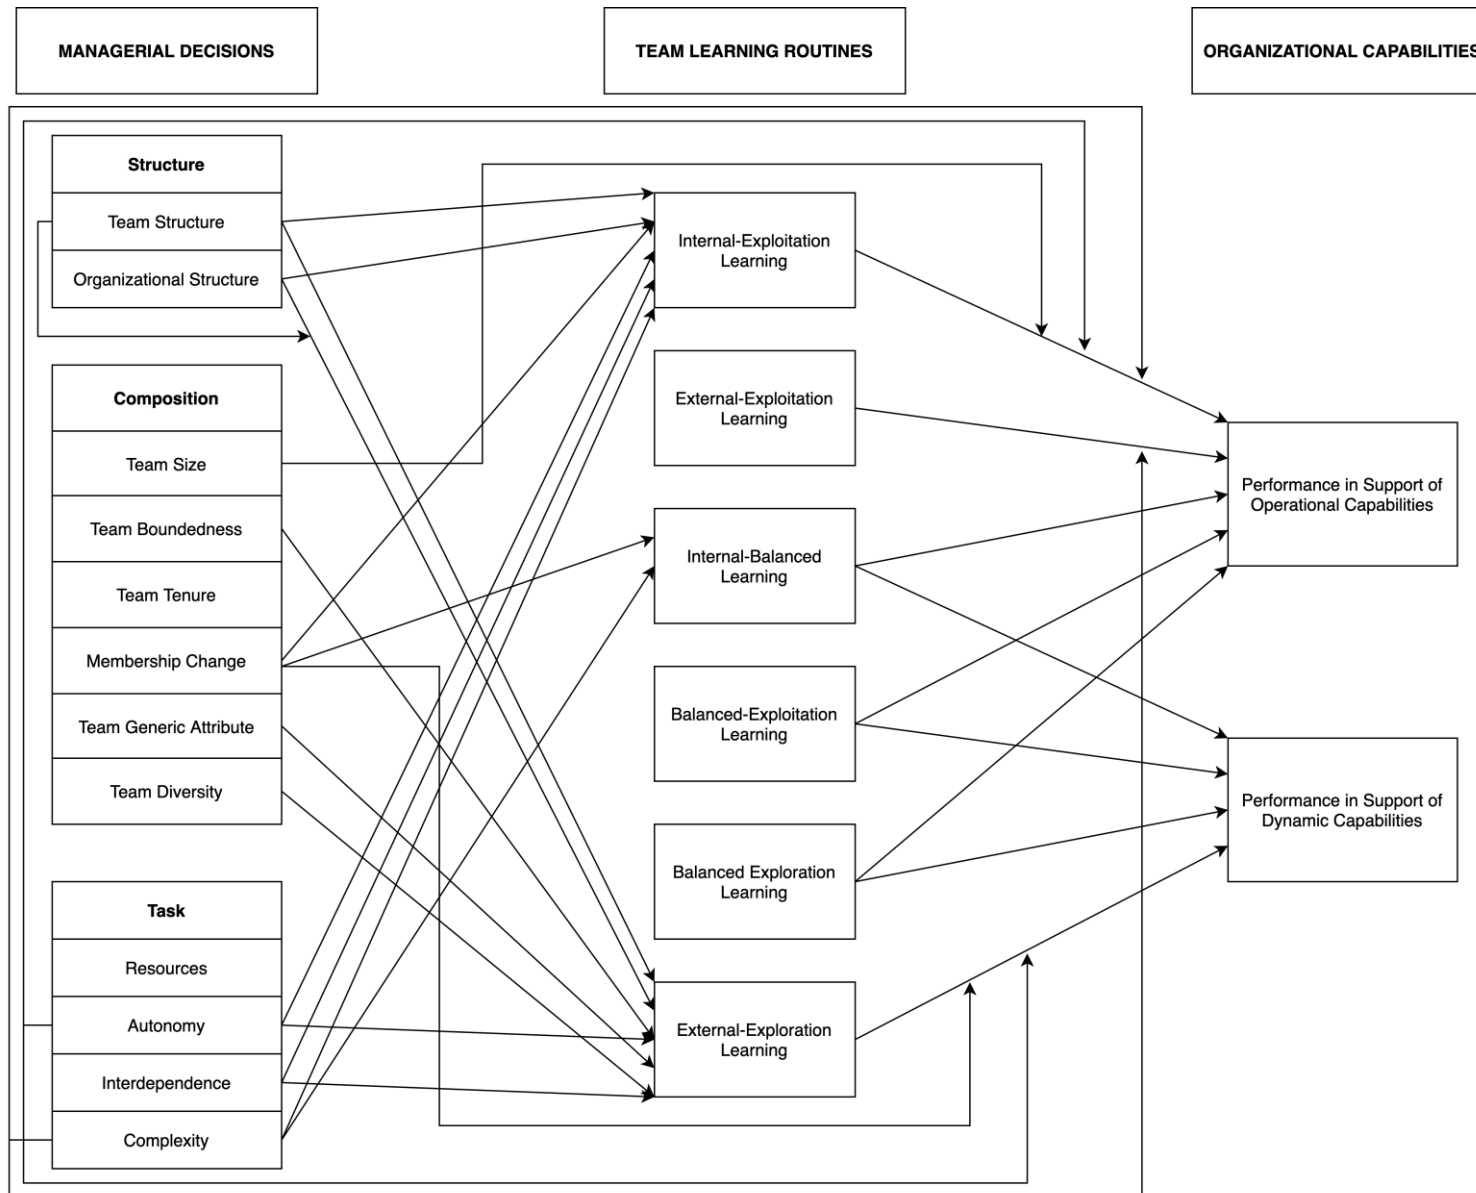 MANAGERIAL DECISIONS
TEAM LEARNING ROUTINES
ORGANIZATIONAL CAPABILITIES
Structure
Team Structure
Organizational Structure
Composition
Team Size
Team Boundedness
Team Tenure
Membership Change
Team Generic Attribute
Team Diversity
Task
Resources
Autonomy
Interdependence
Complexity
Internal-Exploitation
Learning
External-Exploitation
Learning
Internal-Balanced
Learning
Balanced-Exploitation
Learning
Balanced Exploration
Learning
External-Exploration
Learning
Performance in Support of
Operational Capabilities
Performance in Support of
Dynamic Capabilities